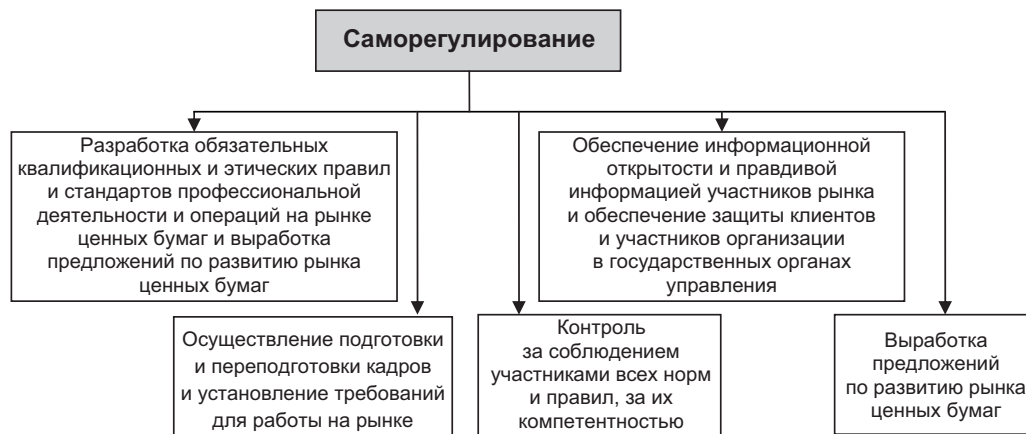 Саморегулирование
Разработка обязательных
квалификационных и этических правил
и стандартов профессиональной
деятельности и операций на рынке
ценных бумаг и выработка
предложений по развитию рынка
ценных бумаг
Обеспечение информационной
открытости и правдивой
информацией участников рынка
и обеспечение защиты клиентов
и участников организации
в государственных органах
управления
Осуществление подготовки
и переподготовки кадров
и установление требований
для работы на рынке
Контроль
за соблюдением
участниками всех норм
и правил, за их
компетентностью
Выработка
предложений
по развитию рынка
ценных бумаг